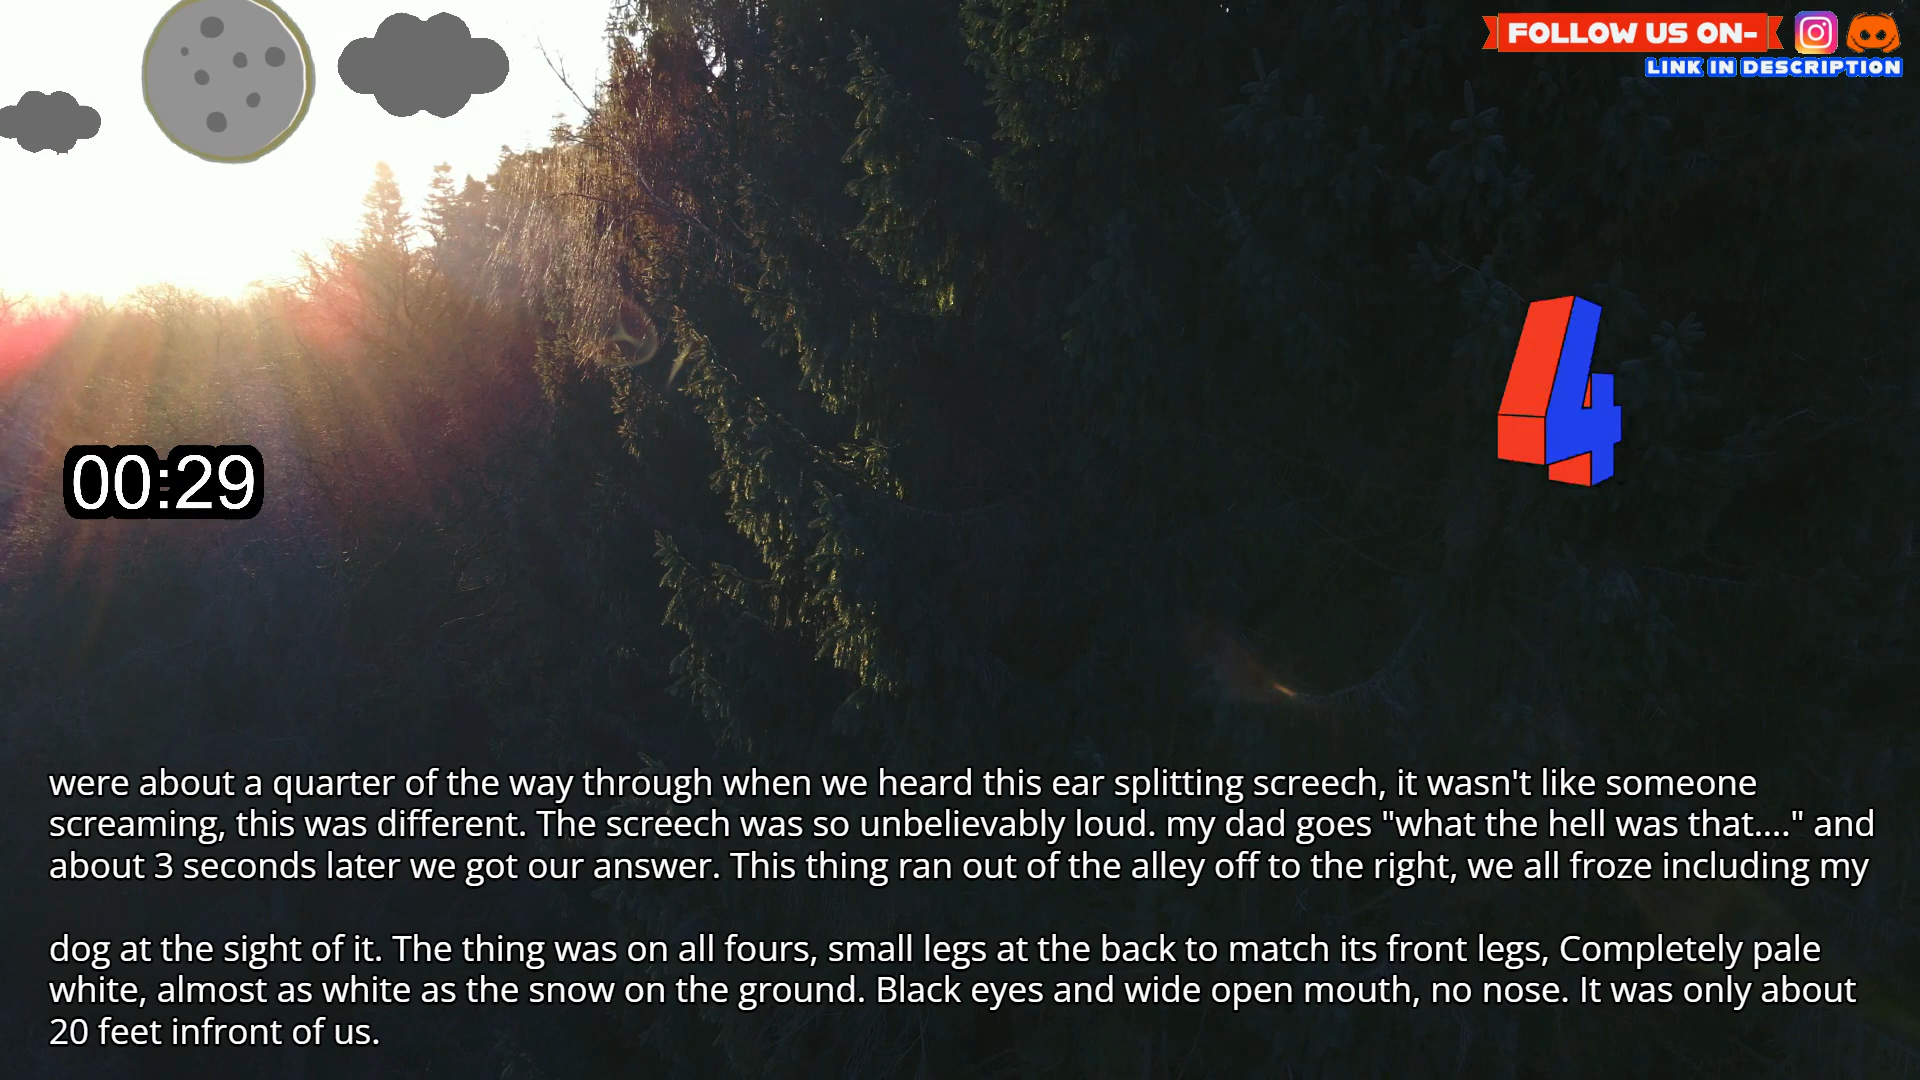 FOLLOW US ON-
LINK IN DESCRIPTION
4
00:29
were about a quarter of the way through when we heard this ear splitting screech, it wasn't like someone
screaming, this was different. The screech was so unbelievably loud. my dad goes "what the hell was that...." and
about 3 seconds later we got our answer. This thing ran out of the alley off to the right, we all froze including my
dog at the sight of it. The thing was on all fours, small legs at the back to match its front legs, Completely pale
white, almost as white as the snow on the ground. Black eyes and wide open mouth, no nose. It was only about
20 feet infront of us.